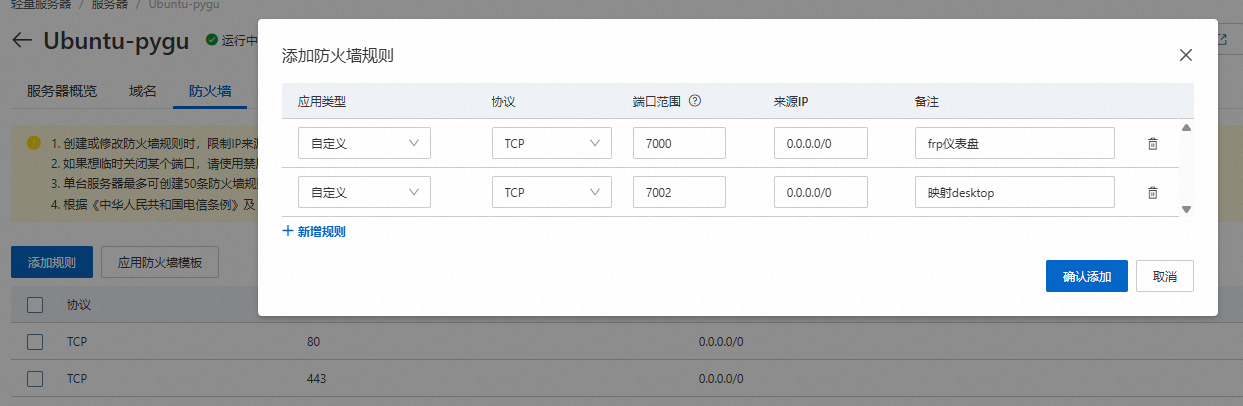 轻量服务器 / 服务器 / Ubuntu-pygu
Ubuntu-pygu 运行中
添加防火墙规则
服务器概览 域名 防火墙
应用类型 协议 端口范围 来源IP 备注
自定义 TCP 7000 0.0.0.0/0 frp仪表盘
自定义 TCP 7002 0.0.0.0/0 映射desktop
1. 创建或修改防火墙规则时，限制IP来源
2. 如果想临时关闭某个端口，请使用禁用
3. 单台服务器最多可创建50条防火墙规则
4. 根据《中华人民共和国电信条例》及
新增规则
确认添加 取消
添加规则 应用防火墙模板
协议
TCP 80 0.0.0.0/0
TCP 443 0.0.0.0/0